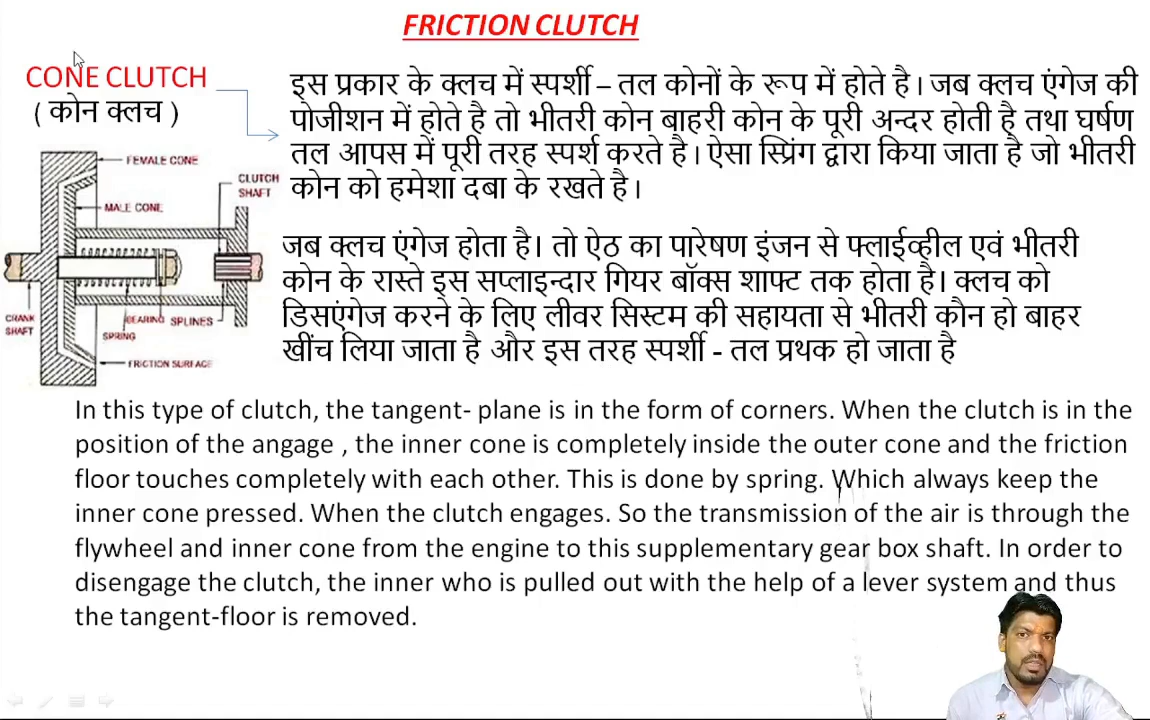 FRICTION CLUTCH
CONE CLUTCH
( कोन क्लच )
इस प्रकार के क्लच में स्पर्शी – तल कोनों के रूप में होते है । जब क्लच एंगेज की
पोजीशन में होते है तो भीतरी कोन बाहरी कोन के पूरी अन्दर होती है तथा घर्षण
तल आपस में पूरी तरह स्पर्श करते है । ऐसा स्प्रिंग द्वारा किया जाता है जो भीतरी
कोन को हमेशा दबा के रखते है ।
FEMALE CONE
CLUTCH
SHAFT
MALE CONE
CRANK
SHAFT
BEARING
SPLINES
SPRING
FRICTION SURFACE
जब क्लच एंगेज होता है। तो ऐठ का पारेषण इंजन से फ्लाईव्हील एवं भीतरी
कोन के रास्ते इस सप्लाइन्दार गियर बॉक्स शाफ्ट तक होता है। क्लच को
डिसएंगेज करने के लिए लीवर सिस्टम की सहायता से भीतरी कौन हो बाहर
खींच लिया जाता है और इस तरह स्पर्शी - तल प्रथक हो जाता है
In this type of clutch, the tangent- plane is in the form of corners. When the clutch is in the
position of the angage , the inner cone is completely inside the outer cone and the friction
floor touches completely with each other. This is done by spring. Which always keep the
inner cone pressed. When the clutch engages. So the transmission of the air is through the
flywheel and inner cone from the engine to this supplementary gear box shaft. In order to
disengage the clutch, the inner who is pulled out with the help of a lever system and thus
the tangent-floor is removed.